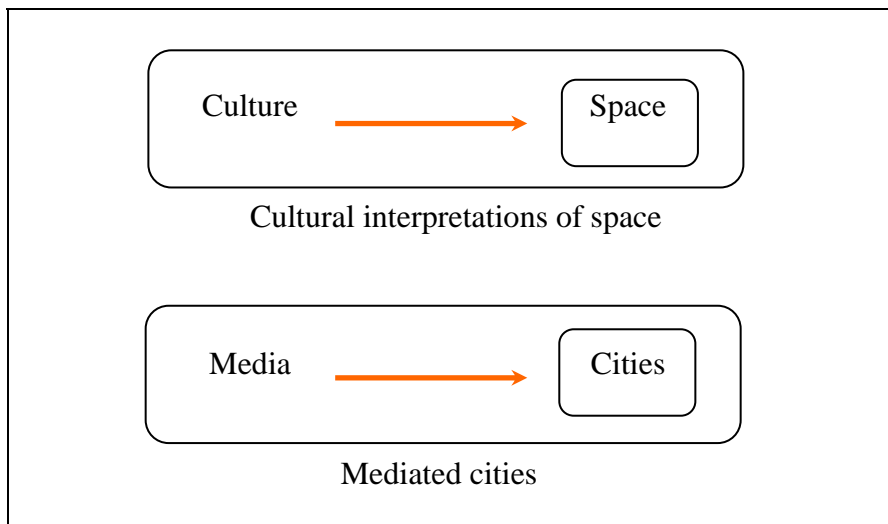 Culture Space
Cultural interpretations of space
Media Cities
Mediated cities